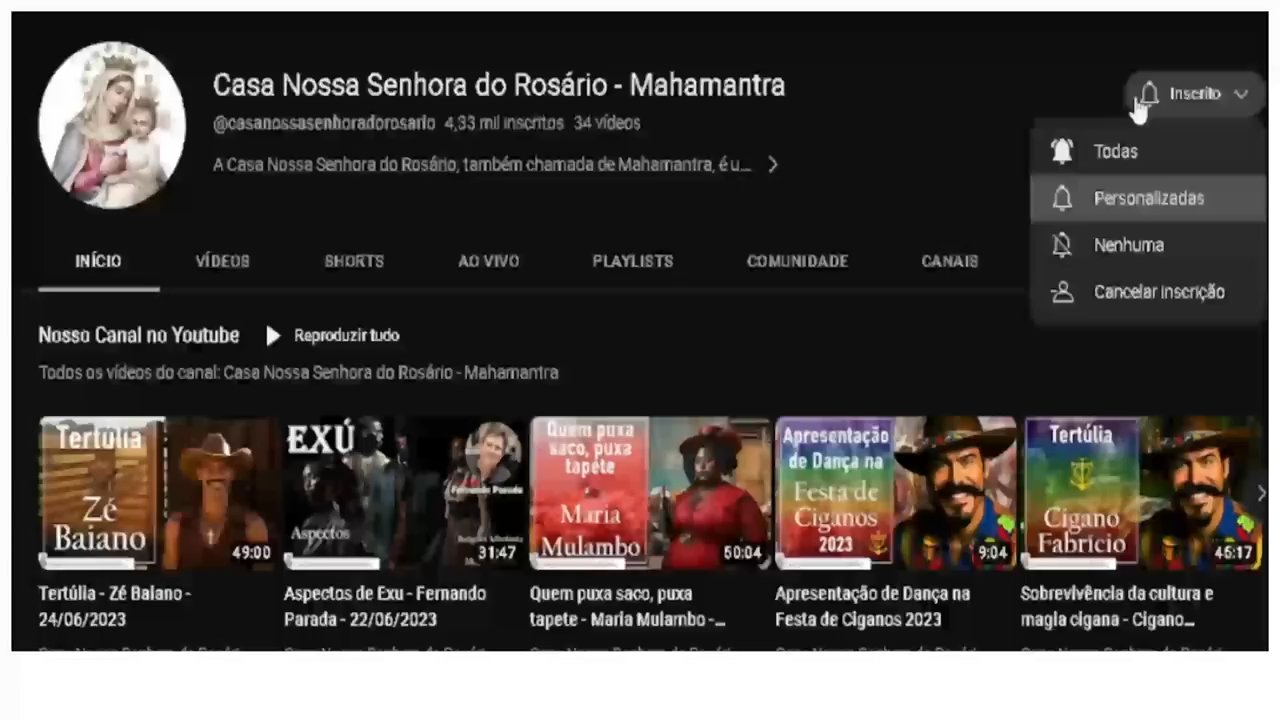 Casa Nossa Senhora do Rosário - Mahamantra
@casanossasenhoradorosario 4,33 mil inscritos 34 vídeos
A Casa Nossa Senhora do Rosário, também chamada de Mahamantra, é u...
Inscrito
Todas
Personalizadas
Nenhuma
Cancelar inscrição
INÍCIO VÍDEOS SHORTS AO VIVO PLAYLISTS COMUNIDADE CANAIS
Nosso Canal no Youtube Reproduzir tudo
Todos os vídeos do canal: Casa Nossa Senhora do Rosário - Mahamantra
Tertúlia
Zé
Baiano
49:00
EXÚ
Fernando Parada
Aspectos
31:47
Quem puxa
saco, puxa
tapete
Maria
Mulambo
50:04
Apresentação
de Dança na
Festa de
Ciganos
2023
9:04
Tertúlia
Cigano
Fabrício
45:17
Tertúlia - Zé Baiano -
24/06/2023
Aspectos de Exu - Fernando
Parada - 22/06/2023
Quem puxa saco, puxa
tapete - Maria Mulambo -...
Apresentação de Dança na
Festa de Ciganos 2023
Sobrevivência da cultura e
magia cigana - Cigano...